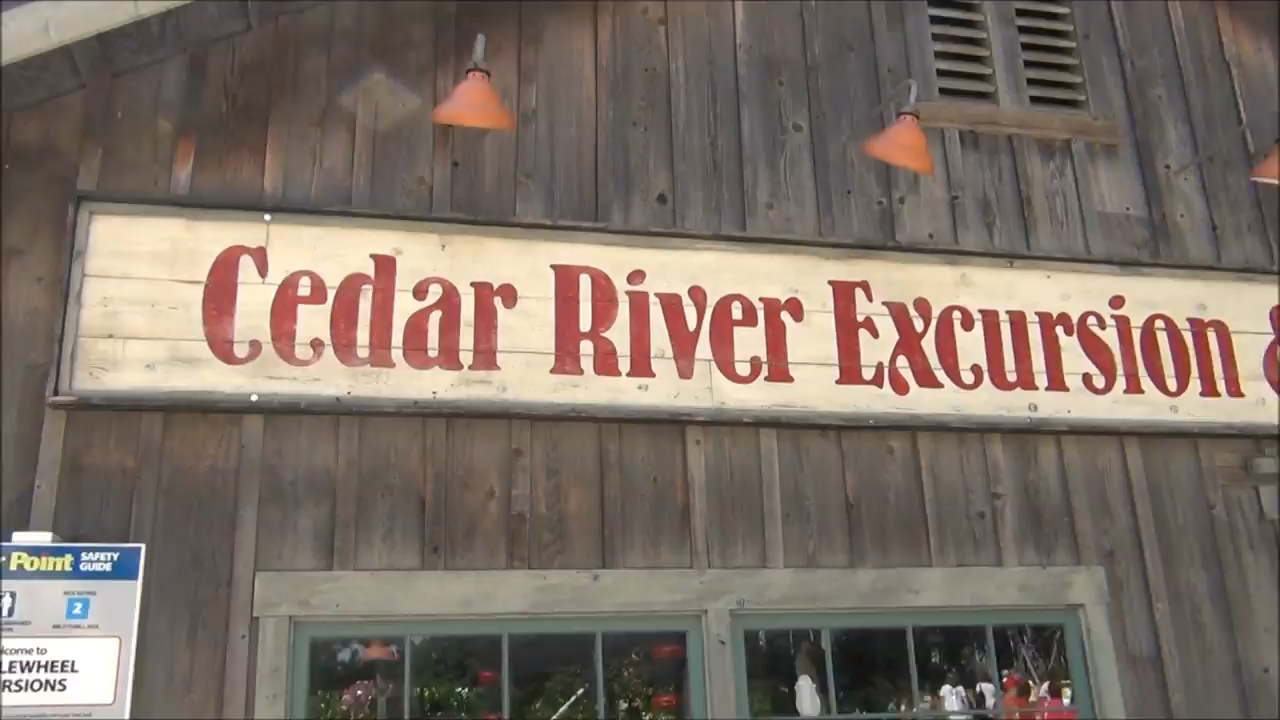 Cedar River Excursion &
Point SAFETY
GUIDE
2
lcome to
LEWHEEL
RSIONS